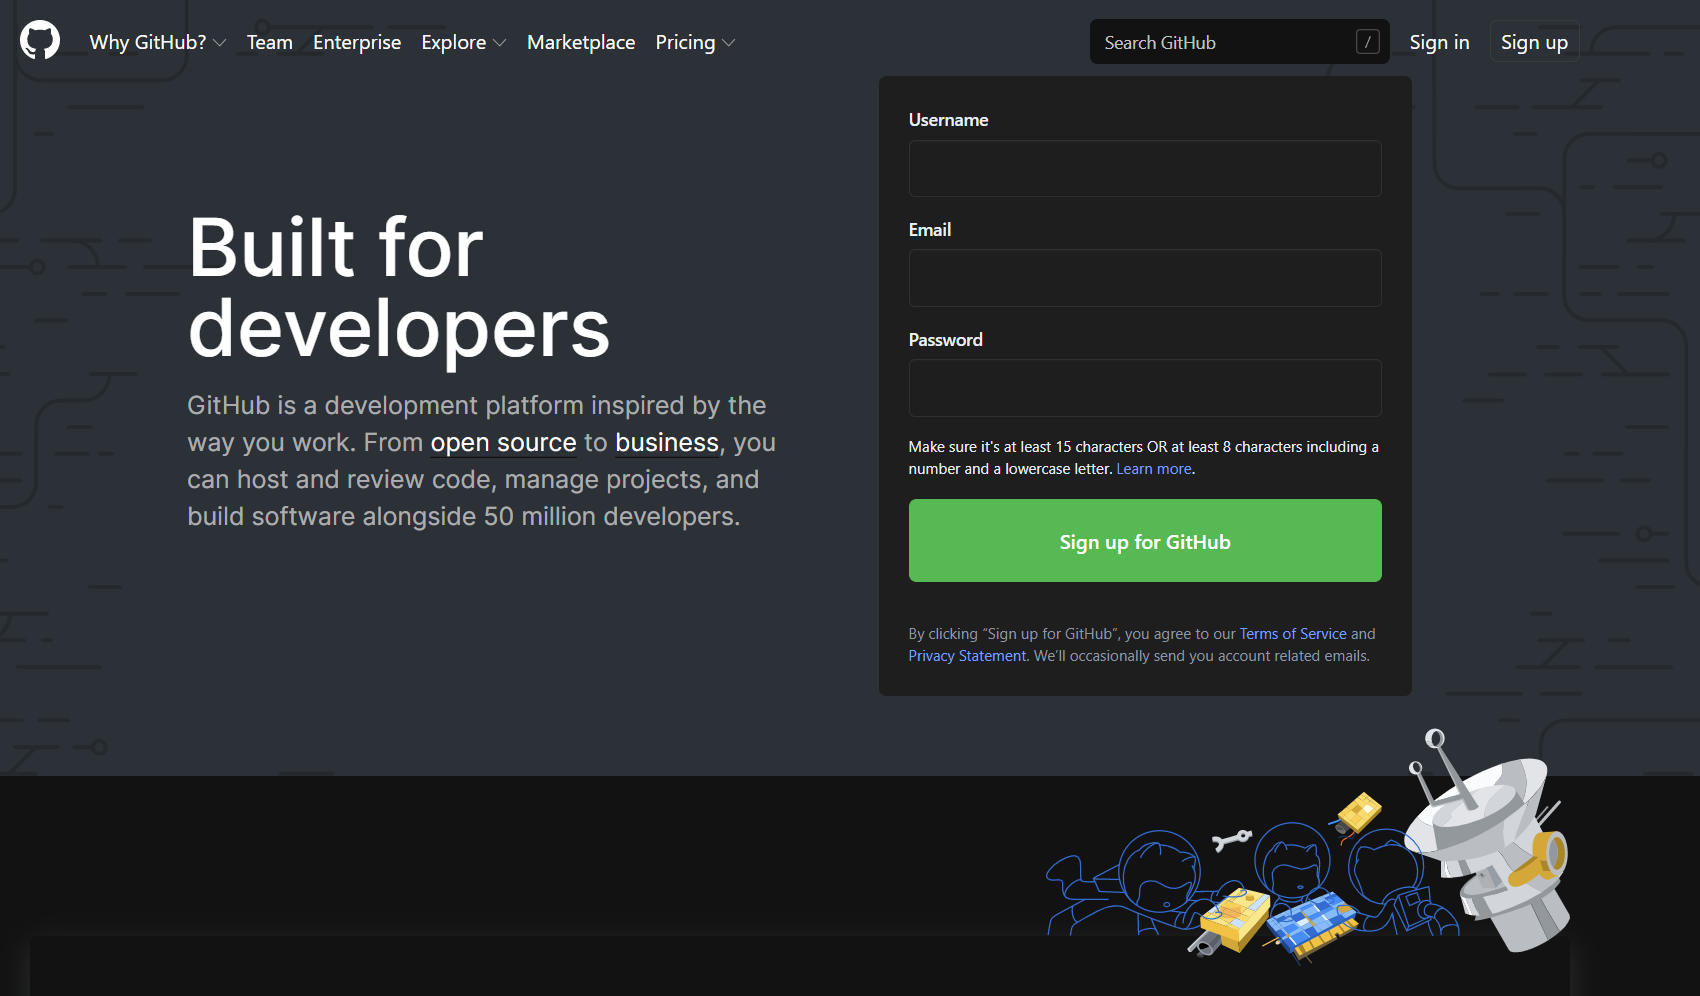 Why GitHub? Team Enterprise Explore Marketplace Pricing Search GitHub / Sign in Sign up
Built for
developers
GitHub is a development platform inspired by the
way you work. From open source to business, you
can host and review code, manage projects, and
build software alongside 50 million developers.
Username
Email
Password
Make sure it's at least 15 characters OR at least 8 characters including a
number and a lowercase letter. Learn more.
Sign up for GitHub
By clicking “Sign up for GitHub”, you agree to our Terms of Service and
Privacy Statement. We’ll occasionally send you account related emails.